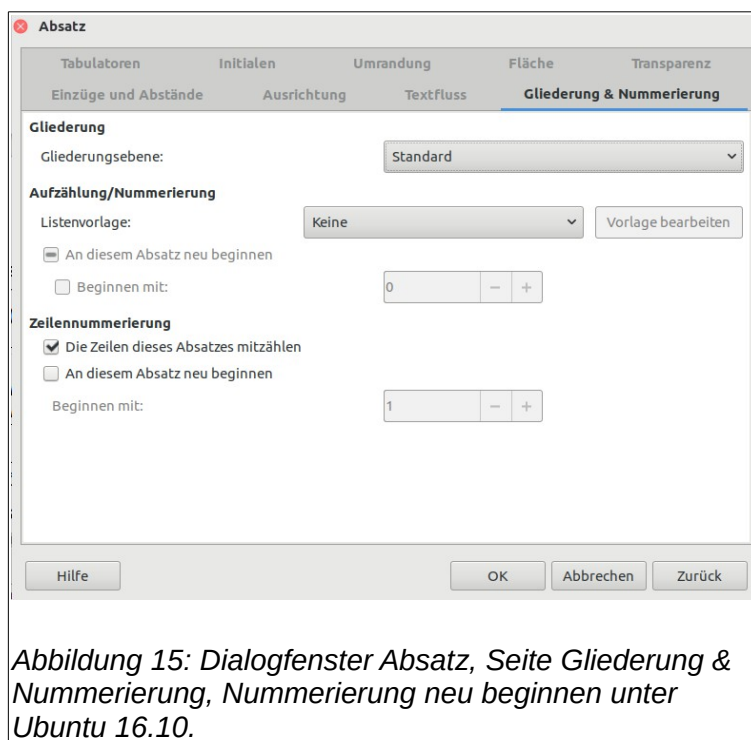 Absatz
Tabulatoren Initialen Umrandung Fläche Transparenz
Einzüge und Abstände Ausrichtung Textfluss Gliederung & Nummerierung
Gliederung
Gliederungsebene: Standard
Aufzählung/Nummerierung
Listenvorlage: Keine Vorlage bearbeiten
An diesem Absatz neu beginnen
Beginnen mit: 0 − +
Zeilennummerierung
Die Zeilen dieses Absatzes mitzählen
An diesem Absatz neu beginnen
Beginnen mit: 1 − +
Hilfe OK Abbrechen Zurück
Abbildung 15: Dialogfenster Absatz, Seite Gliederung &
Nummerierung, Nummerierung neu beginnen unter
Ubuntu 16.10.